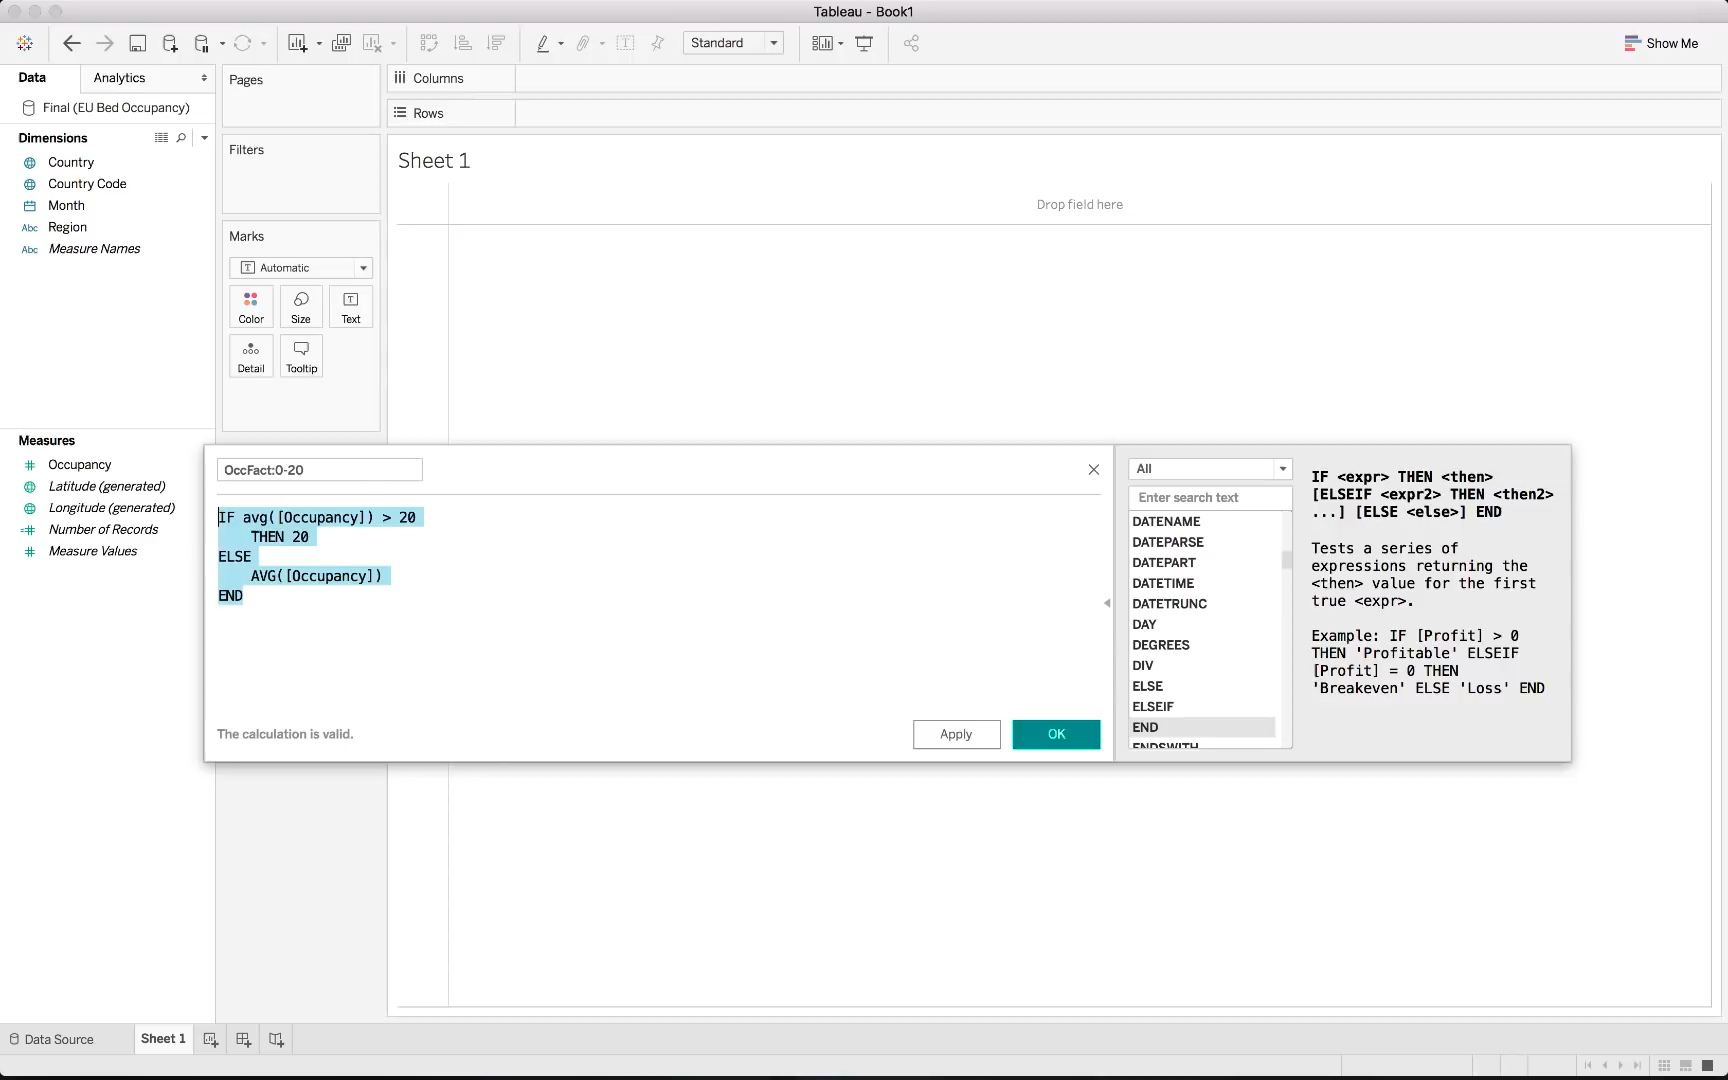 Tableau - Book1
Standard
Show Me
Data
Analytics
Final (EU Bed Occupancy)
Dimensions
Country
Country Code
Month
Abc Region
Abc Measure Names
Measures
Occupancy
Latitude (generated)
Longitude (generated)
Number of Records
Measure Values
Pages
Filters
Marks
Automatic
Color
Size
Text
Detail
Tooltip
Columns
Rows
Sheet 1
Drop field here
OccFact:0-20
IF avg([Occupancy]) > 20
THEN 20
ELSE
AVG([Occupancy])
END
The calculation is valid.
Apply
OK
All
Enter search text
DATENAME
DATEPARSE
DATEPART
DATETIME
DATETRUNC
DAY
DEGREES
DIV
ELSE
ELSEIF
END
ENDSWITH
IF <expr> THEN <then>
[ELSEIF <expr2> THEN <then2>
...] [ELSE <else>] END
Tests a series of
expressions returning the
<then> value for the first
true <expr>.
Example: IF [Profit] > 0
THEN 'Profitable' ELSEIF
[Profit] = 0 THEN
'Breakeven' ELSE 'Loss' END
Data Source
Sheet 1